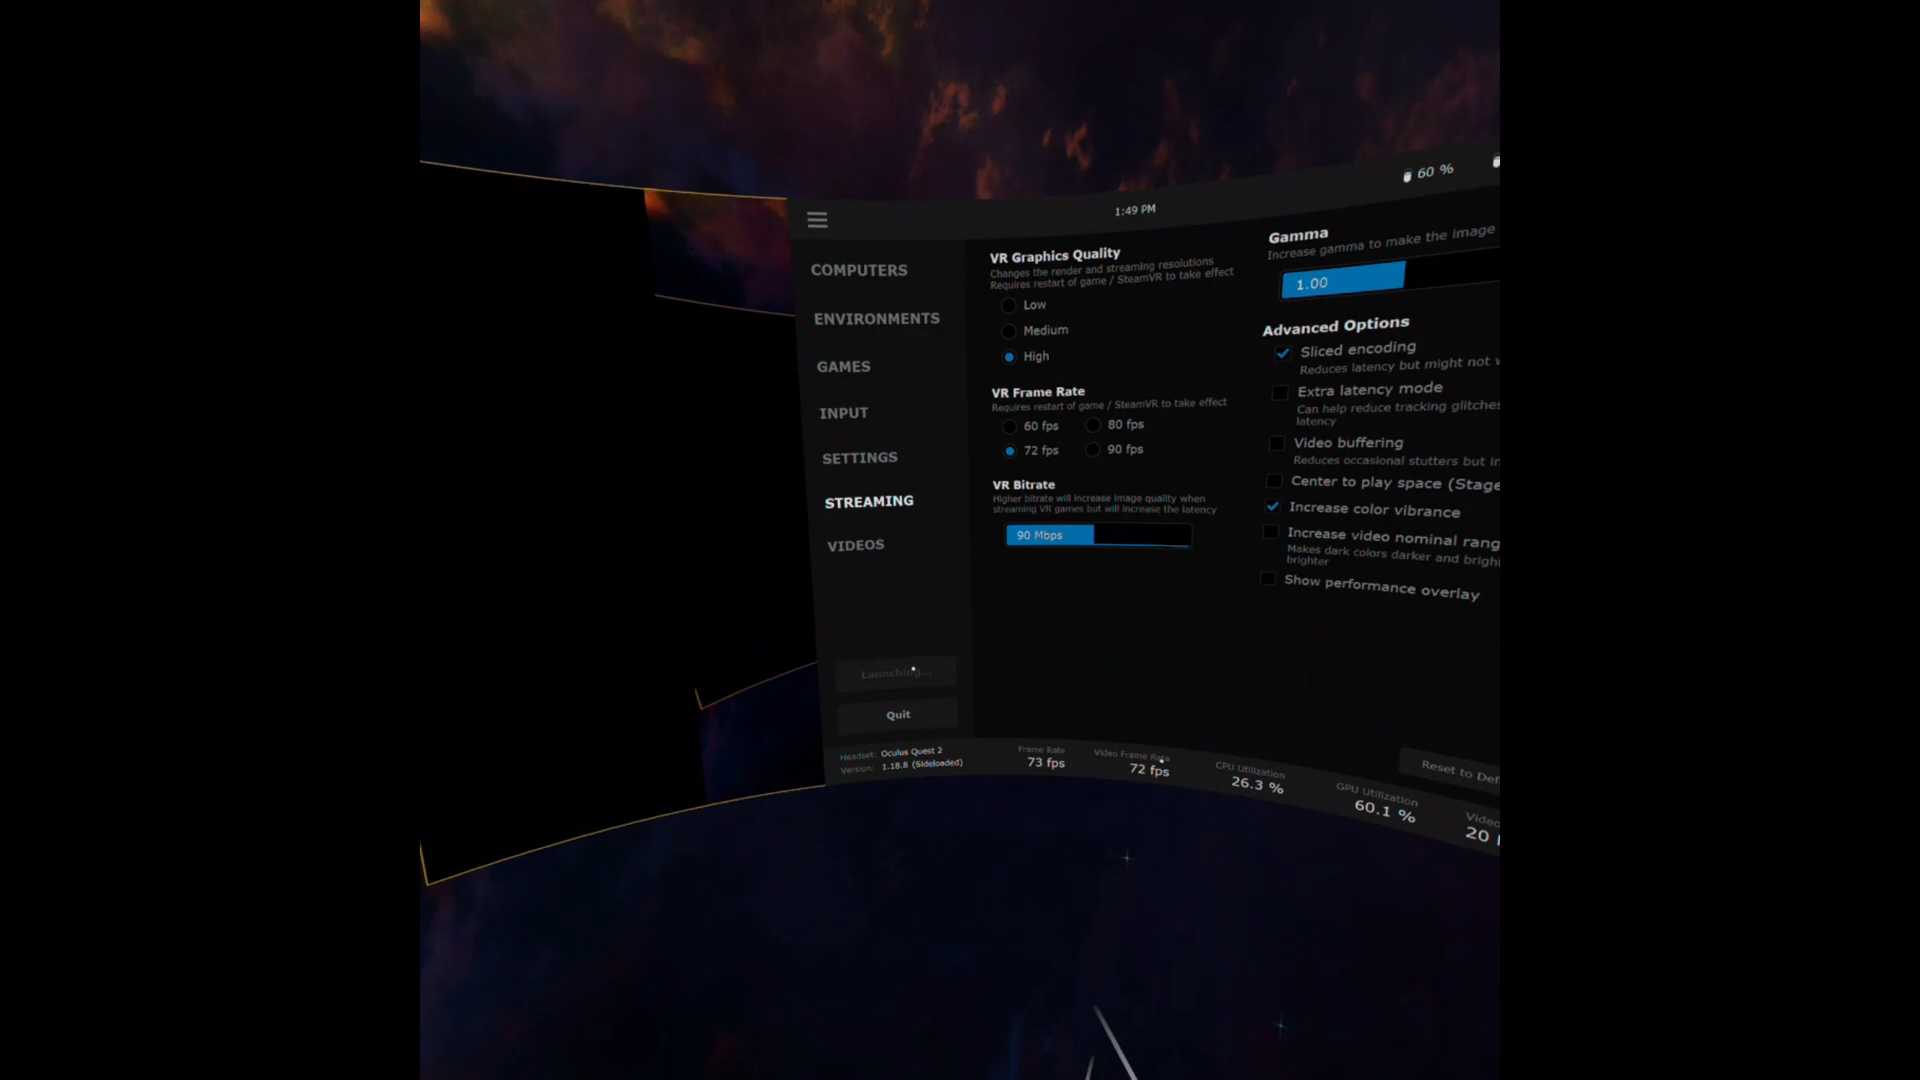 60 %
1:49 PM
COMPUTERS
ENVIRONMENTS
GAMES
INPUT
SETTINGS
STREAMING
VIDEOS
Launching...
Quit
VR Graphics Quality
Changes the render and streaming resolutions
Requires restart of game / SteamVR to take effect
Low
Medium
High
VR Frame Rate
Requires restart of game / SteamVR to take effect
60 fps
80 fps
72 fps
90 fps
VR Bitrate
Higher bitrate will increase image quality when
streaming VR games but will increase the latency
90 Mbps
Gamma
Increase gamma to make the image
1.00
Advanced Options
Sliced encoding
Reduces latency but might not
Extra latency mode
Can help reduce tracking glitches
latency
Video buffering
Reduces occasional stutters but
Center to play space (Stage
Increase color vibrance
Increase video nominal rang
Makes dark colors darker and brigh
brighter
Show performance overlay
Reset to Def
Headset: Oculus Quest 2
Version: 1.18.8 (Sideloaded)
Frame Rate
73 fps
Video Frame Rate
72 fps
CPU Utilization
26.3 %
GPU Utilization
60.1 %
Video
20